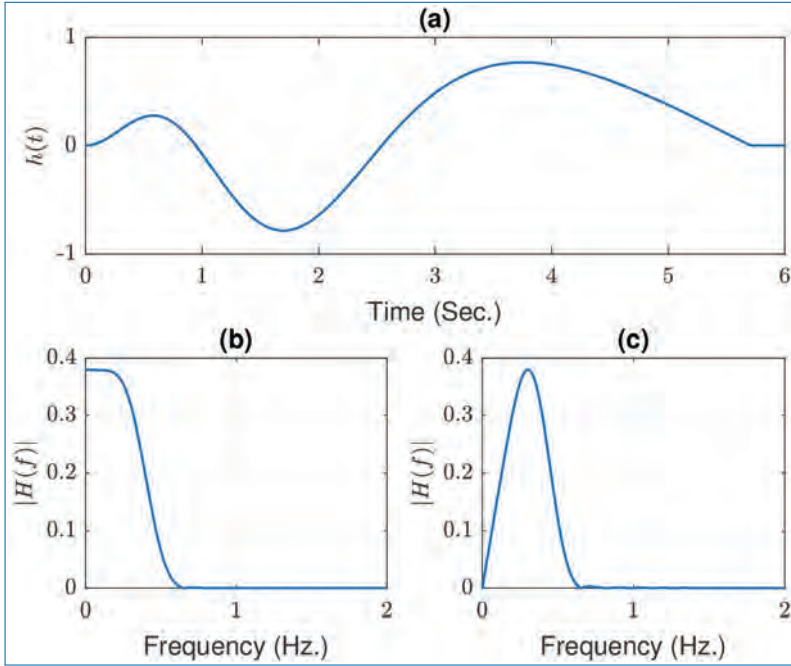 (a)
1
0
-1
h(t)
0 1 2 3 4 5 6
Time (Sec.)
(b)
0.4
0.3
0.2
0.1
0
|H(f)|
0 1 2
Frequency (Hz.)
(c)
0.4
0.3
0.2
0.1
0
|H(f)|
0 1 2
Frequency (Hz.)